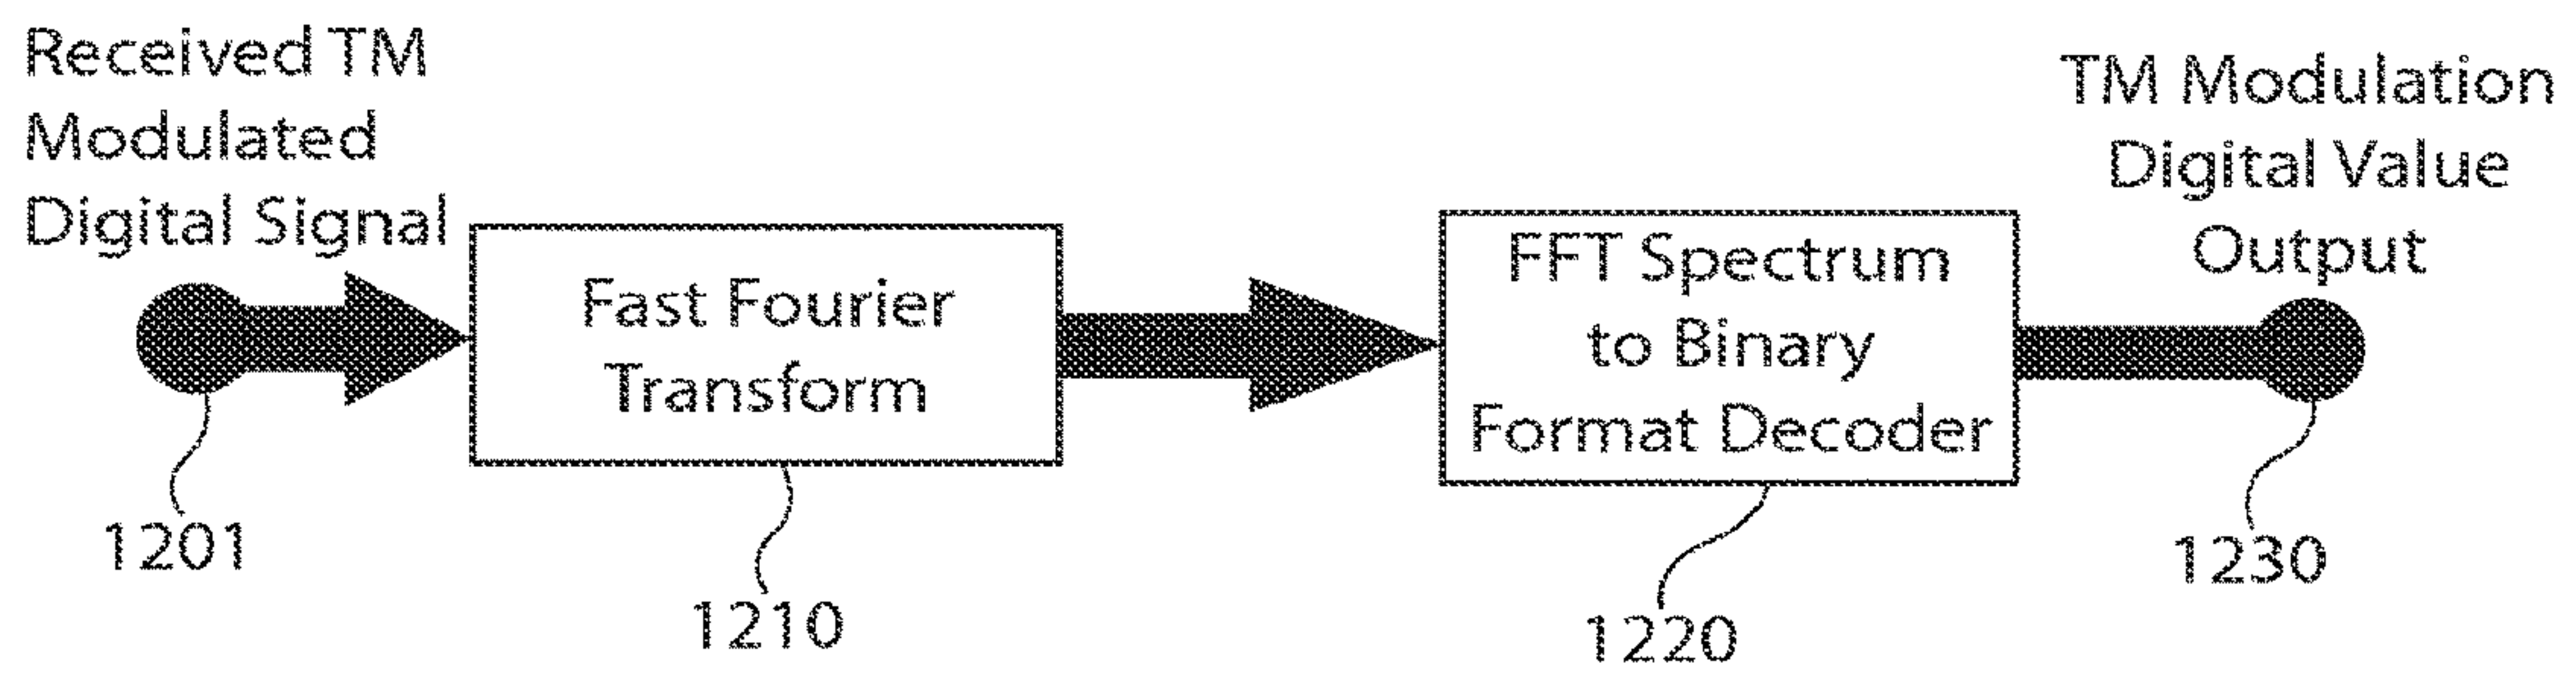 Received TM
Modulated
Digital Signal
1201
Fast Fourier
Transform
1210
FFT Spectrum
to Binary
Format Decoder
1220
TM Modulation
Digital Value
Output
1230